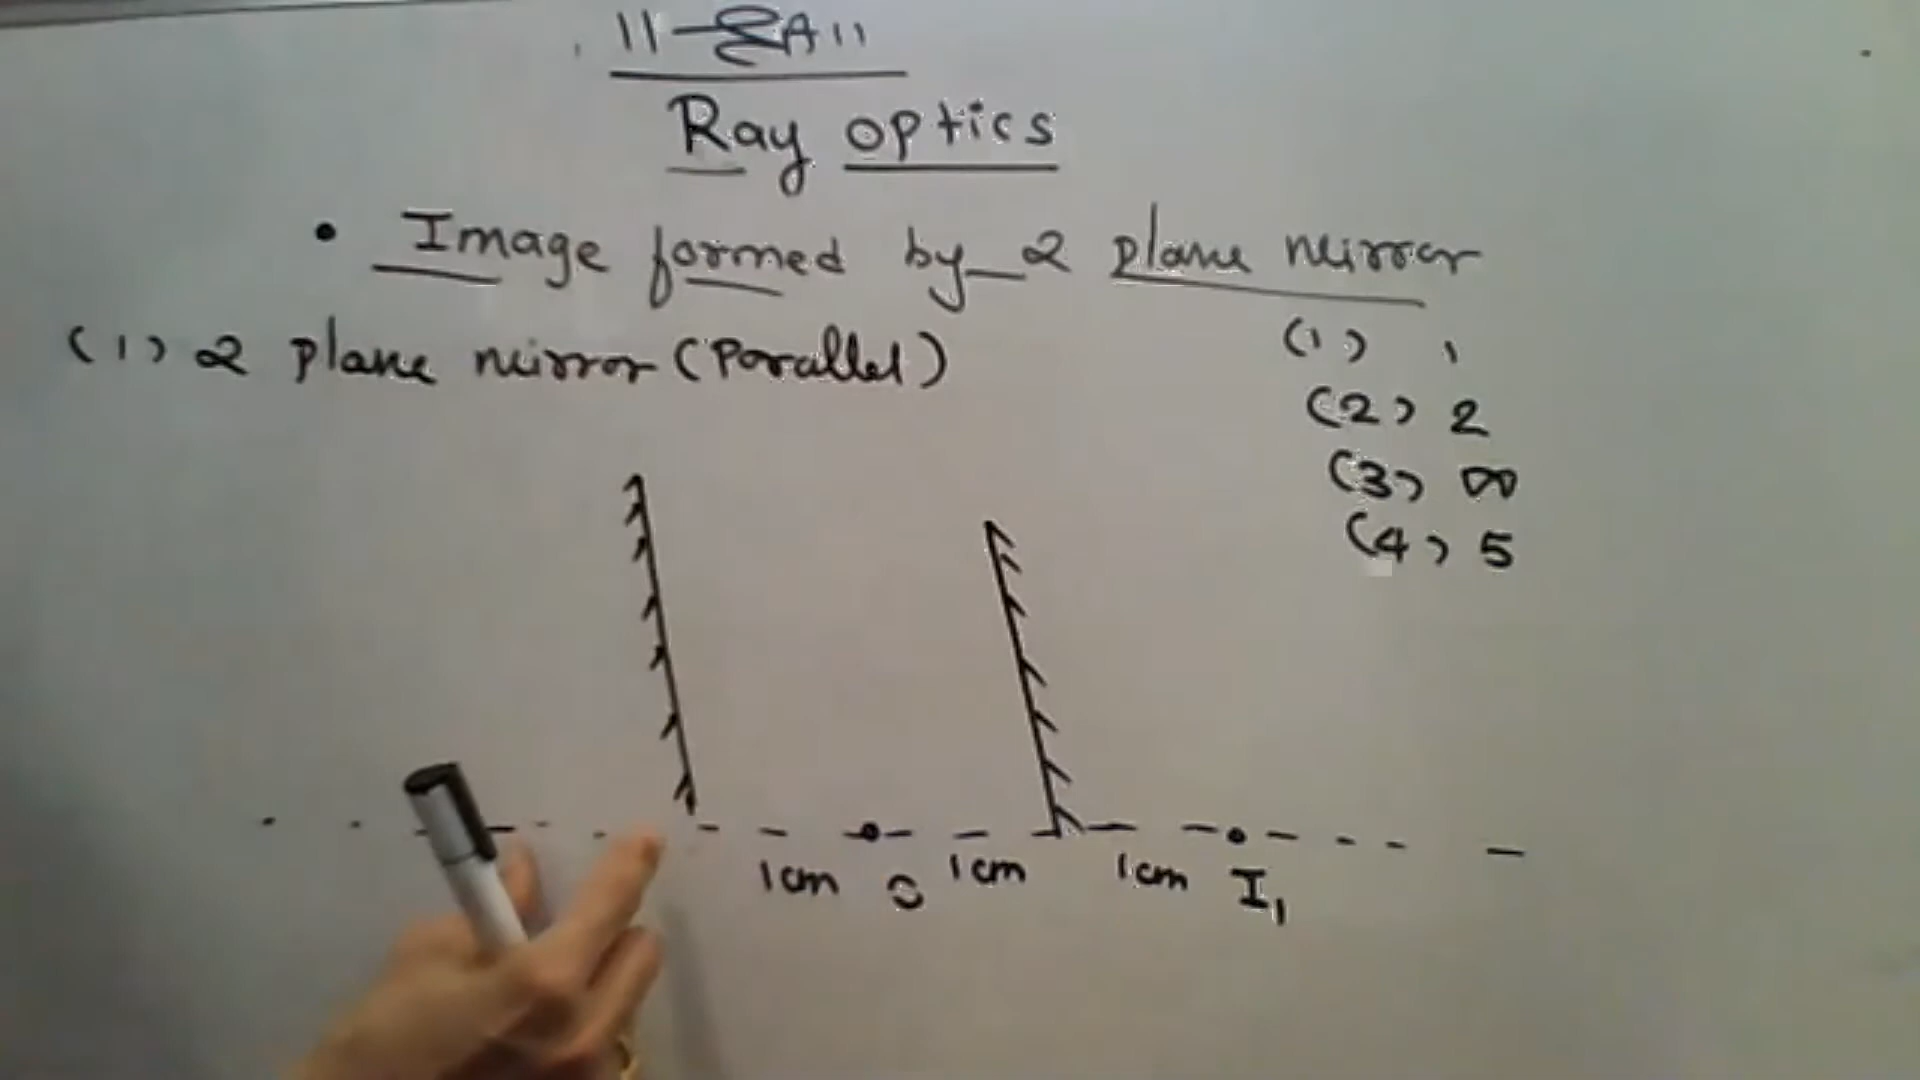 Ray optics
• Image formed by 2 plane mirror
(1) 2 plane mirror (Parallel)
(1) 1
(2) 2
(3) ∞
(4) 5
1cm O 1cm 1cm I₁